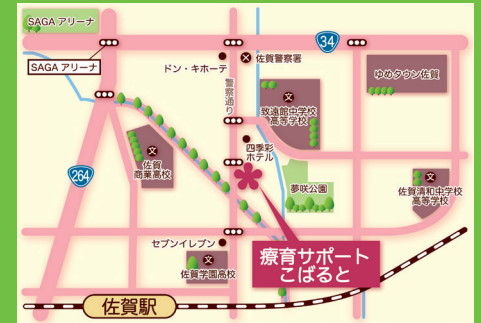 SAGA アリーナ
34
SAGA アリーナ
ドン・キホーテ
佐賀警察署
ゆめタウン佐賀
警察通り
文
致遠館中学校
高等学校
文
佐賀
商業高校
四季彩
ホテル
264
夢咲公園
文
佐賀清和中学校
高等学校
セブンイレブン
文
佐賀学園高校
療育サポート
こばると
佐賀駅